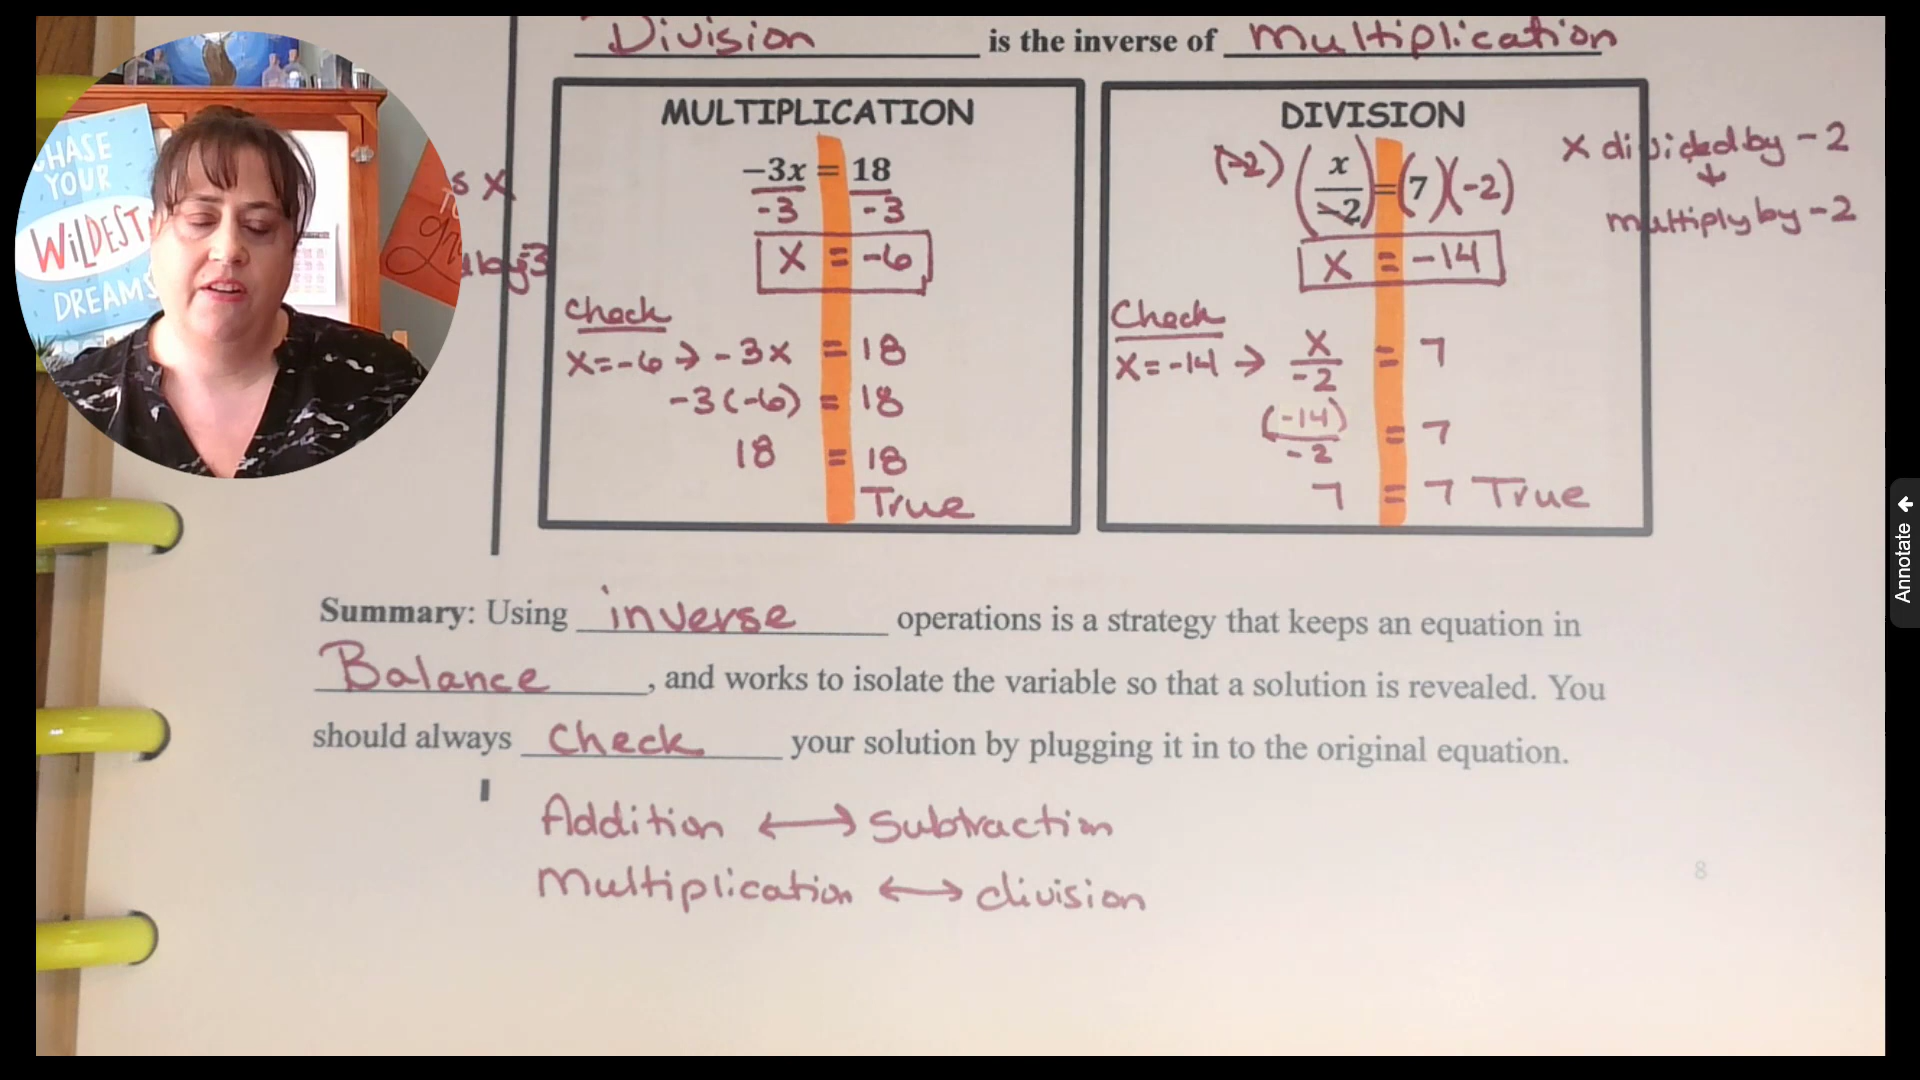 Division is the inverse of multiplication
MULTIPLICATION
-3x = 18
-3 -3
x = -6
Check
x=-6 → -3x = 18
-3(-6) = 18
18 = 18
True
DIVISION
(-2) (x/-2) = (7)(-2)
x = -14
Check
x=-14 → x/-2 = 7
(-14)/-2 = 7
7 = 7 True
x divided by -2
↓
multiply by -2
s x
by -3
CHASE
YOUR
WiLDEST
DREAMS
Summary: Using inverse operations is a strategy that keeps an equation in
Balance, and works to isolate the variable so that a solution is revealed. You
should always check your solution by plugging it in to the original equation.
Addition ↔ Subtraction
Multiplication ↔ division
8
Annotate